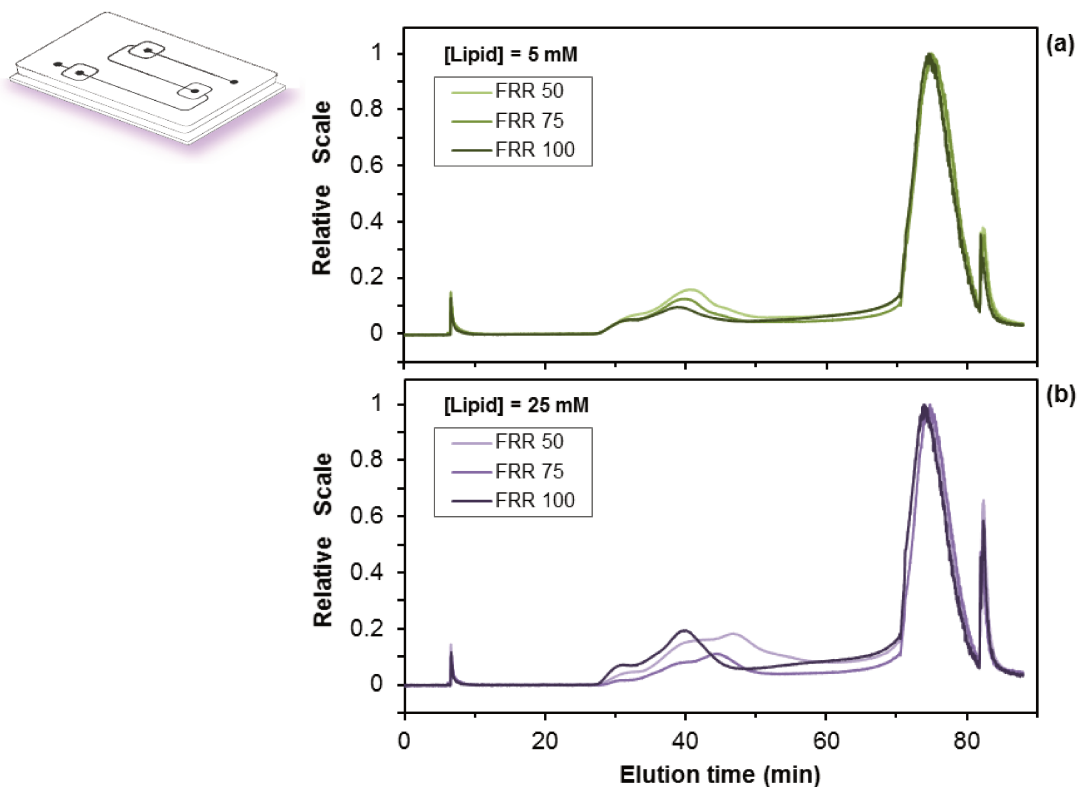 (a)
[Lipid] = 5 mM
FRR 50
FRR 75
FRR 100
Relative Scale
1
0.8
0.6
0.4
0.2
0
(b)
[Lipid] = 25 mM
FRR 50
FRR 75
FRR 100
Relative Scale
1
0.8
0.6
0.4
0.2
0
0 20 40 60 80
Elution time (min)